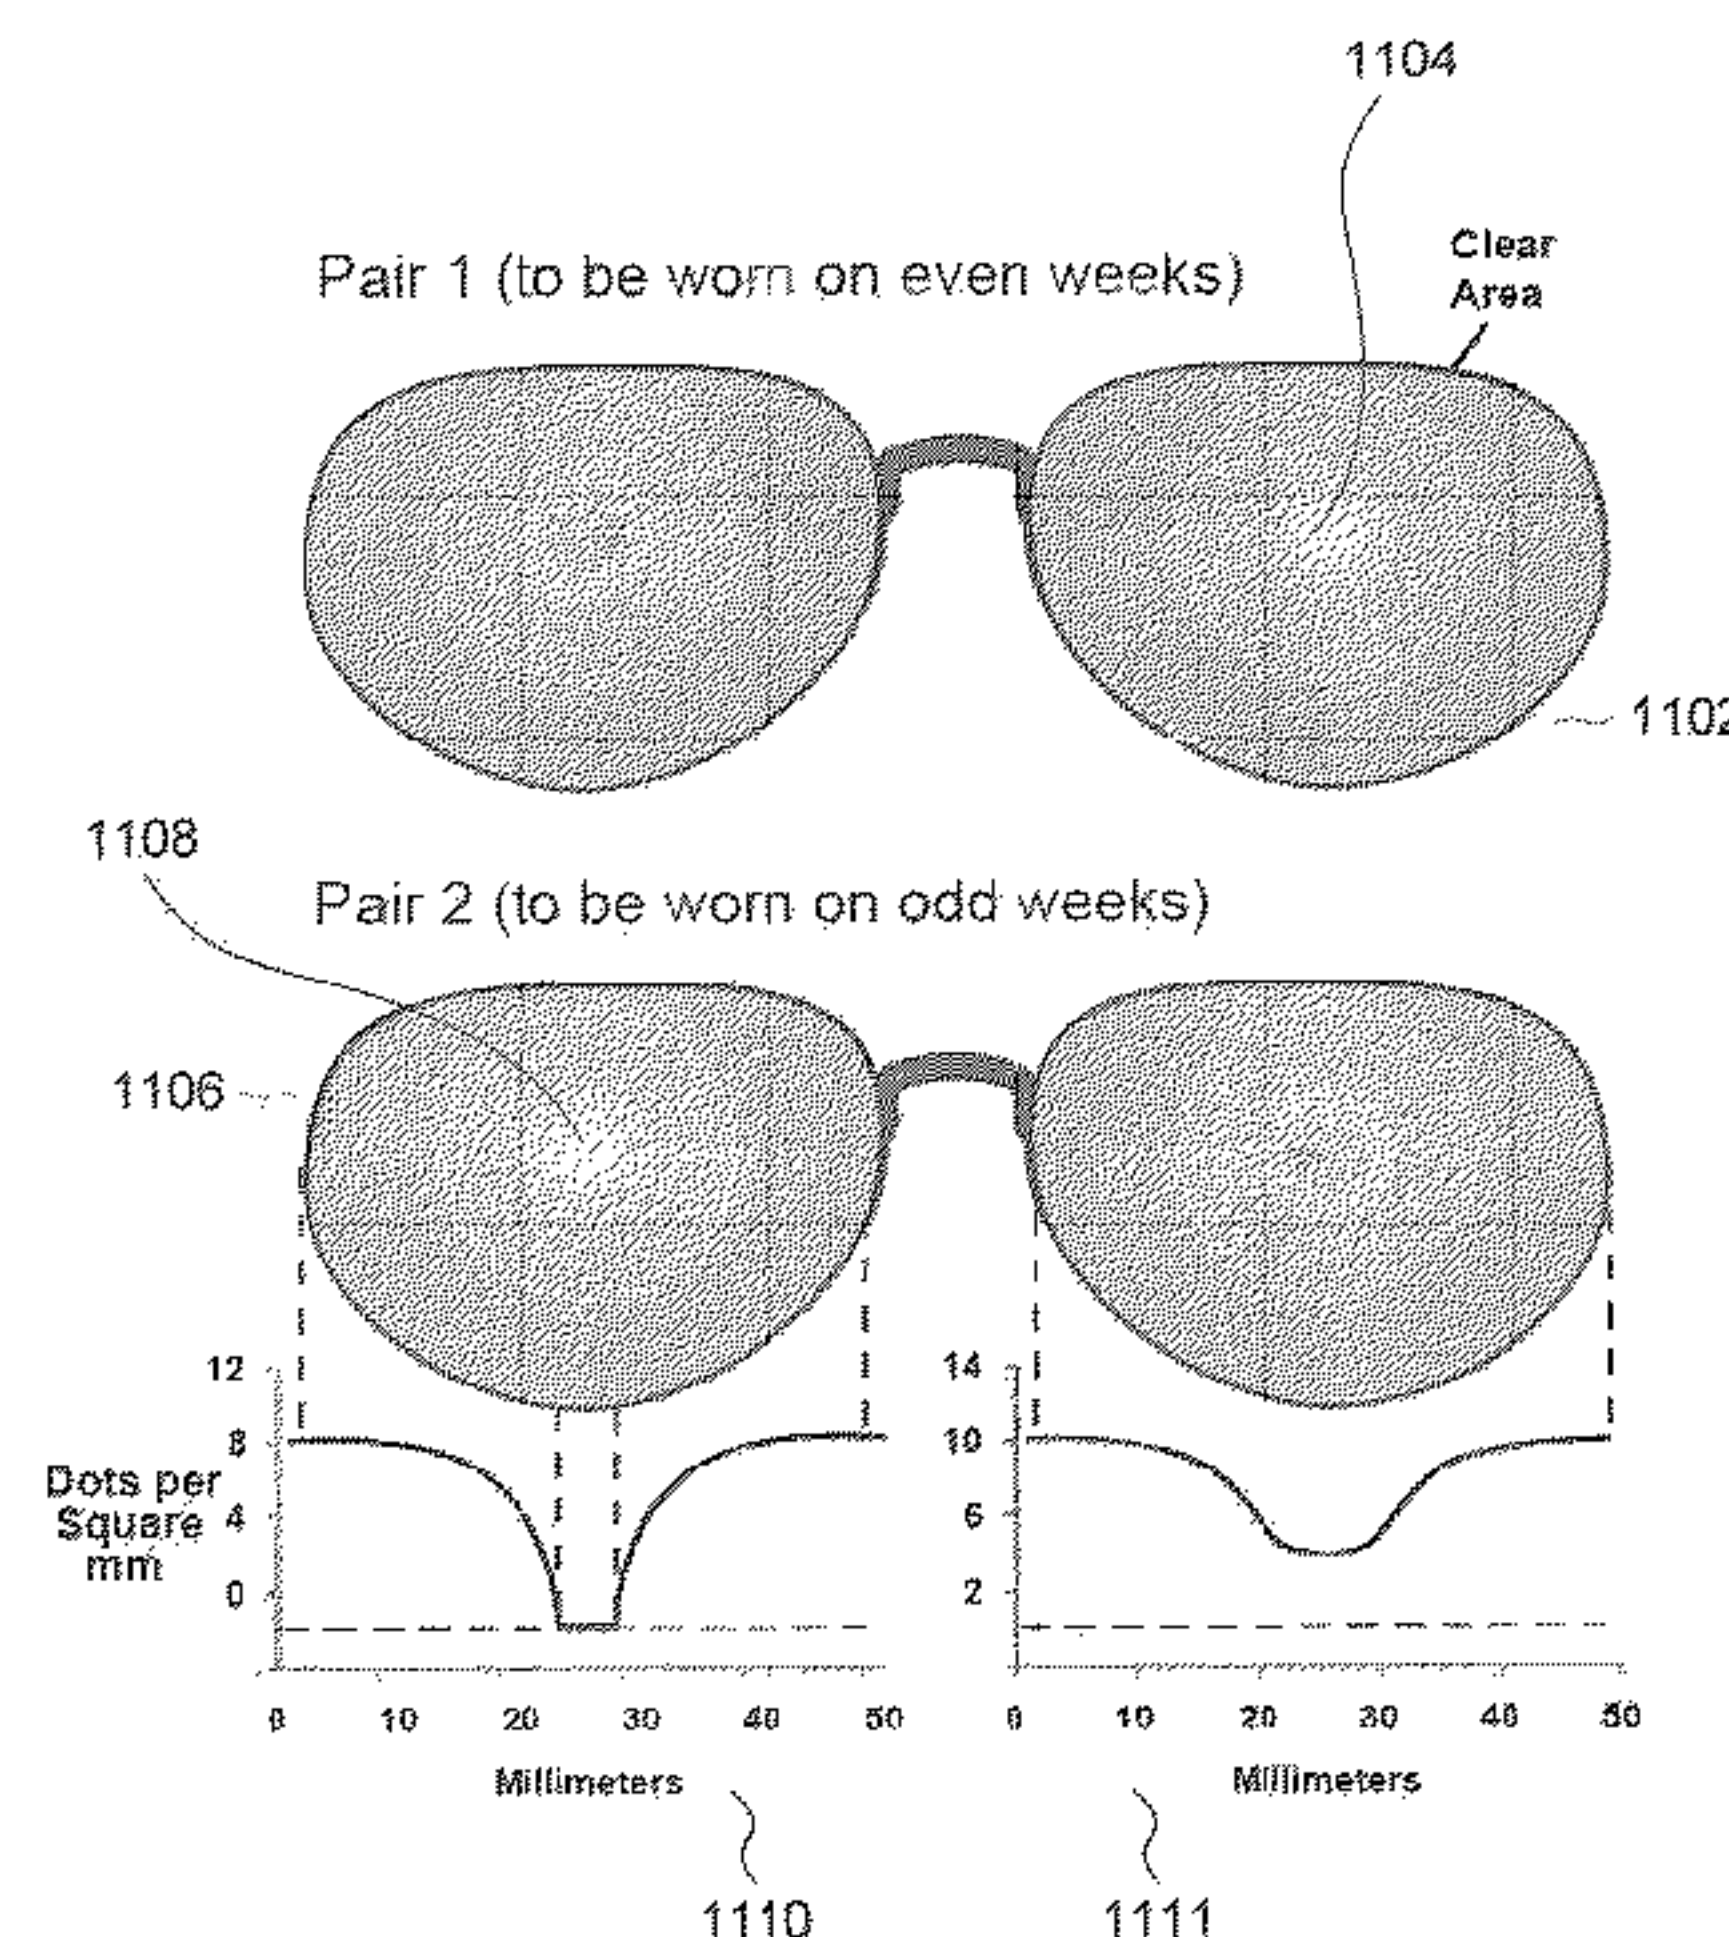 1104
Clear
Area
Pair 1 (to be worn on even weeks)
1102
1108
Pair 2 (to be worn on odd weeks)
1106
12
8
4
0
Dots per
Square
mm
14
10
6
2
0 10 20 30 40 50
0 10 20 30 40 50
Millimeters
Millimeters
1110
1111